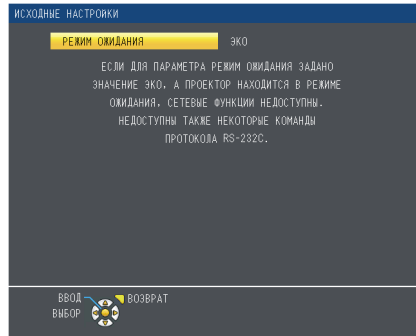 ИСХОДНЫЕ НАСТРОЙКИ
РЕЖИМ ОЖИДАНИЯ ЭКО
ЕСЛИ ДЛЯ ПАРАМЕТРА РЕЖИМ ОЖИДАНИЯ ЗАДАНО
ЗНАЧЕНИЕ ЭКО, А ПРОЕКТОР НАХОДИТСЯ В РЕЖИМЕ
ОЖИДАНИЯ, СЕТЕВЫЕ ФУНКЦИИ НЕДОСТУПНЫ.
НЕДОСТУПНЫ ТАКЖЕ НЕКОТОРЫЕ КОМАНДЫ
ПРОТОКОЛА RS-232C.
ВВОД ВОЗВРАТ
ВЫБОР